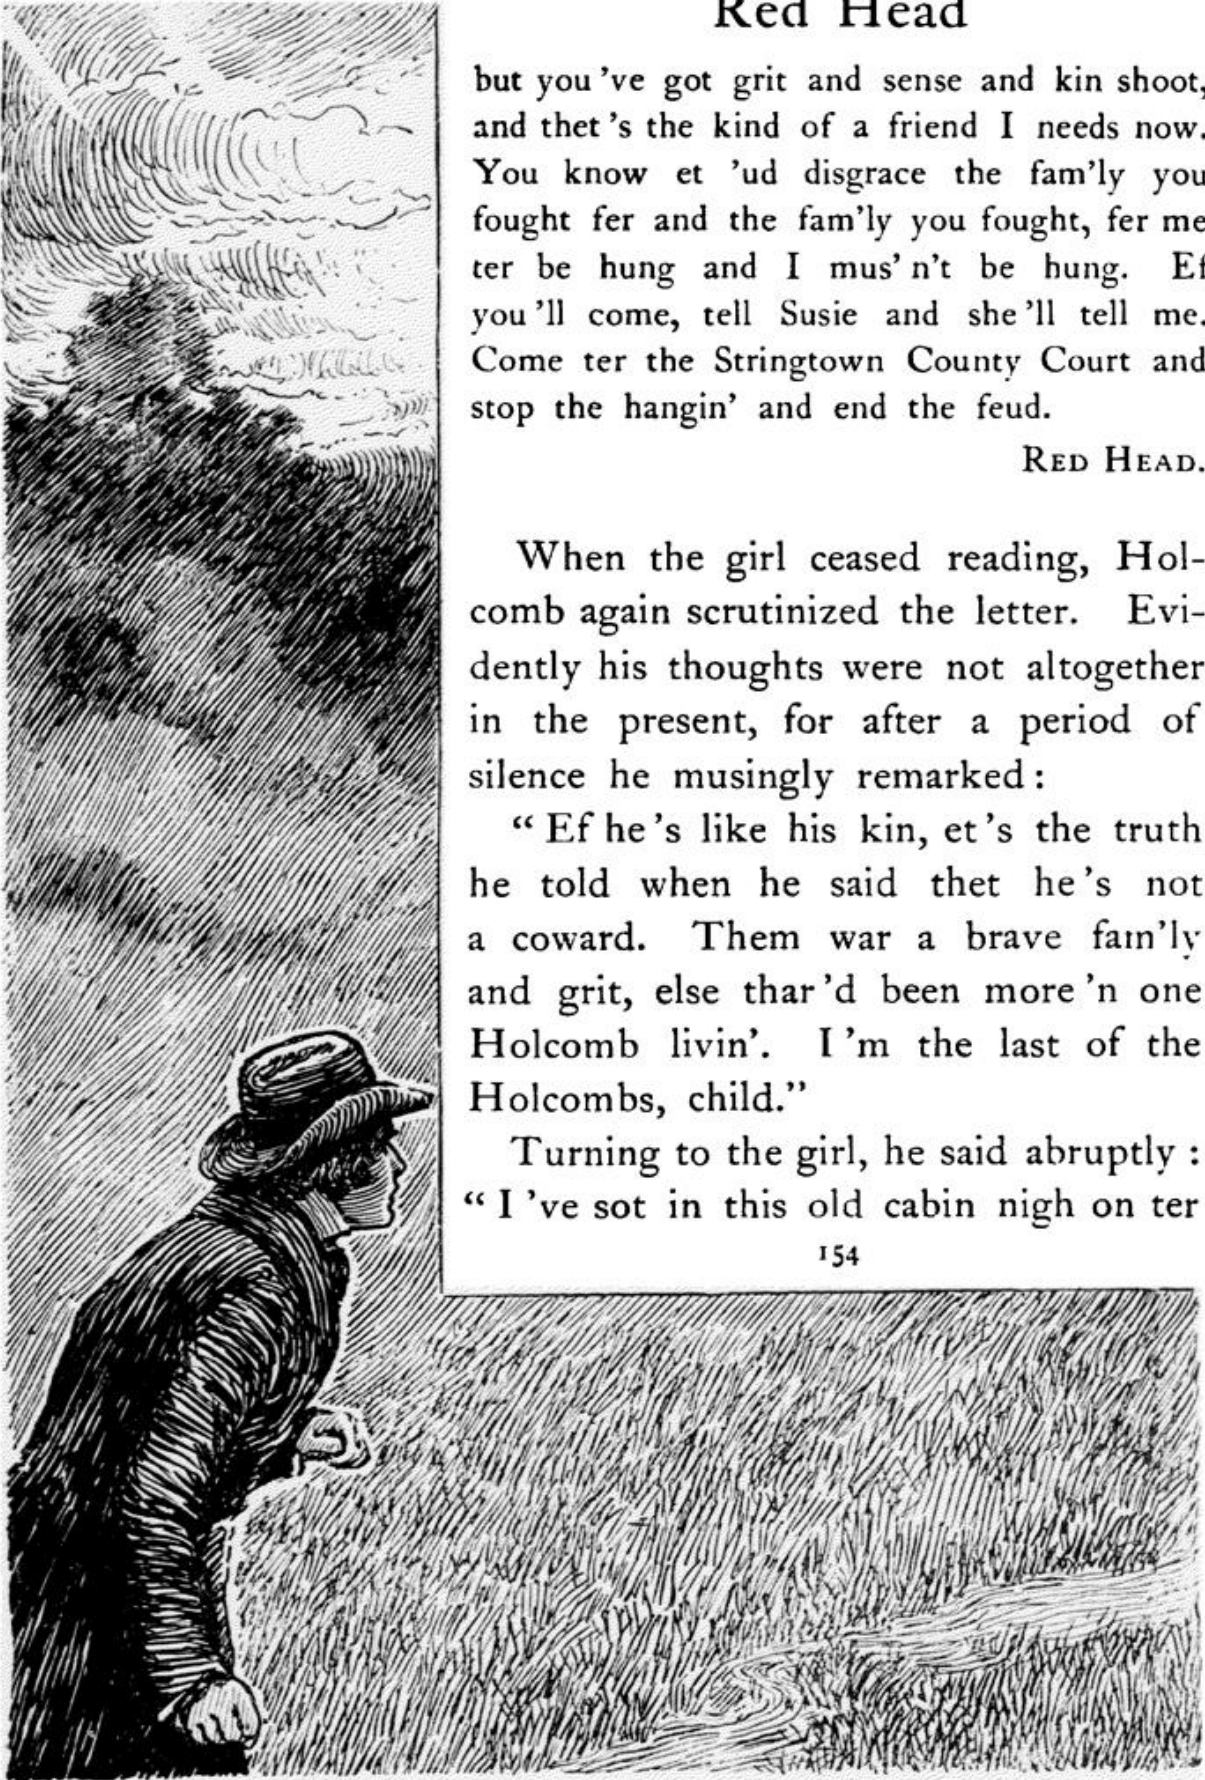 Red Head
but you 've got grit and sense and kin shoot,
and thet 's the kind of a friend I needs now.
You know et 'ud disgrace the fam'ly you
fought fer and the fam'ly you fought, fer me
ter be hung and I mus' n't be hung. Ef
you 'll come, tell Susie and she 'll tell me.
Come ter the Stringtown County Court and
stop the hangin' and end the feud.
RED HEAD.
When the girl ceased reading, Hol-
comb again scrutinized the letter. Evi-
dently his thoughts were not altogether
in the present, for after a period of
silence he musingly remarked :
“ Ef he 's like his kin, et 's the truth
he told when he said thet he 's not
a coward. Them war a brave fam'ly
and grit, else thar 'd been more 'n one
Holcomb livin'. I 'm the last of the
Holcombs, child.”
Turning to the girl, he said abruptly :
“ I 've sot in this old cabin nigh on ter
154